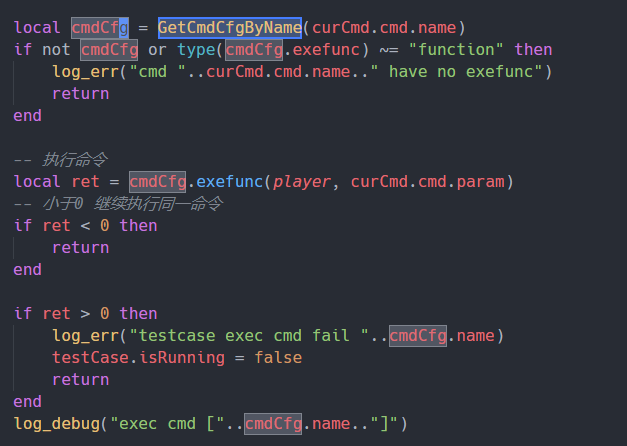 local cmdCfg = GetCmdCfgByName(curCmd.cmd.name)
if not cmdCfg or type(cmdCfg.exefunc) ~= "function" then
    log_err("cmd "..curCmd.cmd.name.." have no exefunc")
    return
end

-- 执行命令
local ret = cmdCfg.exefunc(player, curCmd.cmd.param)
-- 小于0 继续执行同一命令
if ret < 0 then
    return
end

if ret > 0 then
    log_err("testcase exec cmd fail "..cmdCfg.name)
    testCase.isRunning = false
    return
end
log_debug("exec cmd ["..cmdCfg.name.."]")